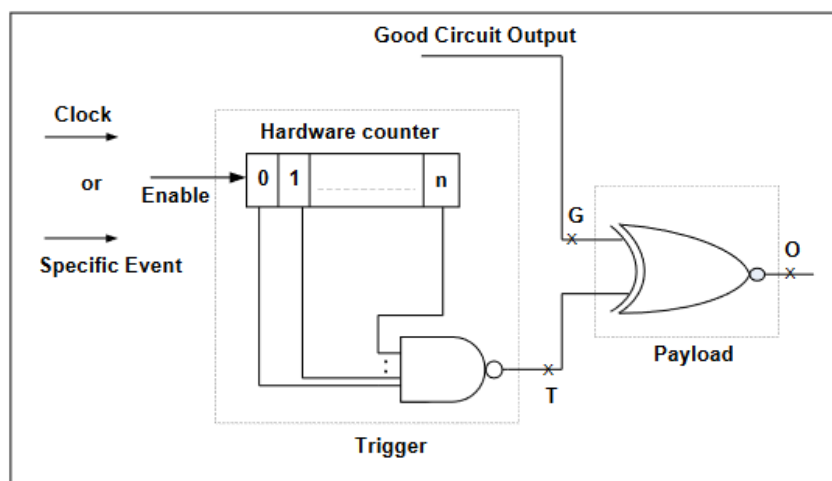 Good Circuit Output
Clock
or
Enable
Specific Event
Hardware counter
0 1 n
G
O
T
Payload
Trigger